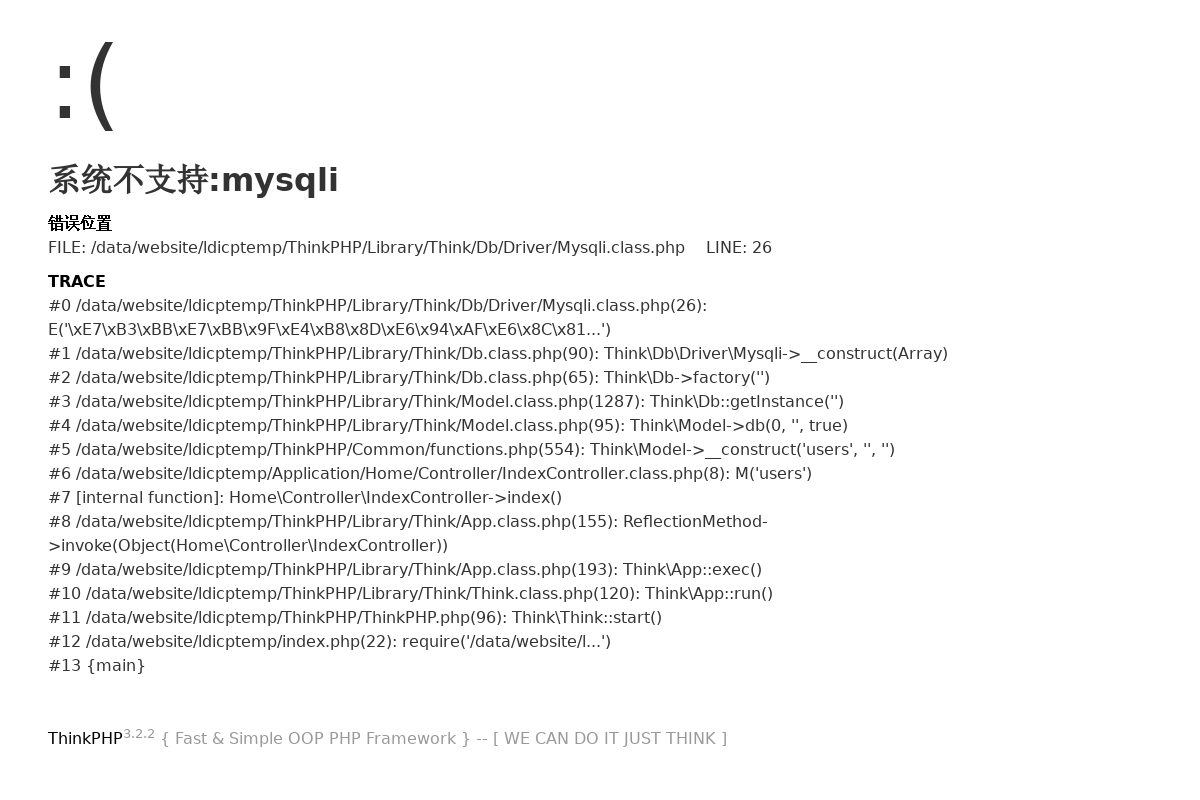 :(
系统不支持:mysqli
错误位置
FILE: /data/website/ldicptemp/ThinkPHP/Library/Think/Db/Driver/Mysqli.class.php LINE: 26
TRACE
#0 /data/website/ldicptemp/ThinkPHP/Library/Think/Db/Driver/Mysqli.class.php(26):
E('\xE7\xB3\xBB\xE7\xBB\x9F\xE4\xB8\x8D\xE6\x94\xAF\xE6\x8C\x81...')
#1 /data/website/ldicptemp/ThinkPHP/Library/Think/Db.class.php(90): Think\Db\Driver\Mysqli->__construct(Array)
#2 /data/website/ldicptemp/ThinkPHP/Library/Think/Db.class.php(65): Think\Db->factory('')
#3 /data/website/ldicptemp/ThinkPHP/Library/Think/Model.class.php(1287): Think\Db::getInstance('')
#4 /data/website/ldicptemp/ThinkPHP/Library/Think/Model.class.php(95): Think\Model->db(0, '', true)
#5 /data/website/ldicptemp/ThinkPHP/Common/functions.php(554): Think\Model->__construct('users', '', '')
#6 /data/website/ldicptemp/Application/Home/Controller/IndexController.class.php(8): M('users')
#7 [internal function]: Home\Controller\IndexController->index()
#8 /data/website/ldicptemp/ThinkPHP/Library/Think/App.class.php(155): ReflectionMethod-
>invoke(Object(Home\Controller\IndexController))
#9 /data/website/ldicptemp/ThinkPHP/Library/Think/App.class.php(193): Think\App::exec()
#10 /data/website/ldicptemp/ThinkPHP/Library/Think/Think.class.php(120): Think\App::run()
#11 /data/website/ldicptemp/ThinkPHP/ThinkPHP.php(96): Think\Think::start()
#12 /data/website/ldicptemp/index.php(22): require('/data/website/l...')
#13 {main}
ThinkPHP3.2.2 { Fast & Simple OOP PHP Framework } -- [ WE CAN DO IT JUST THINK ]